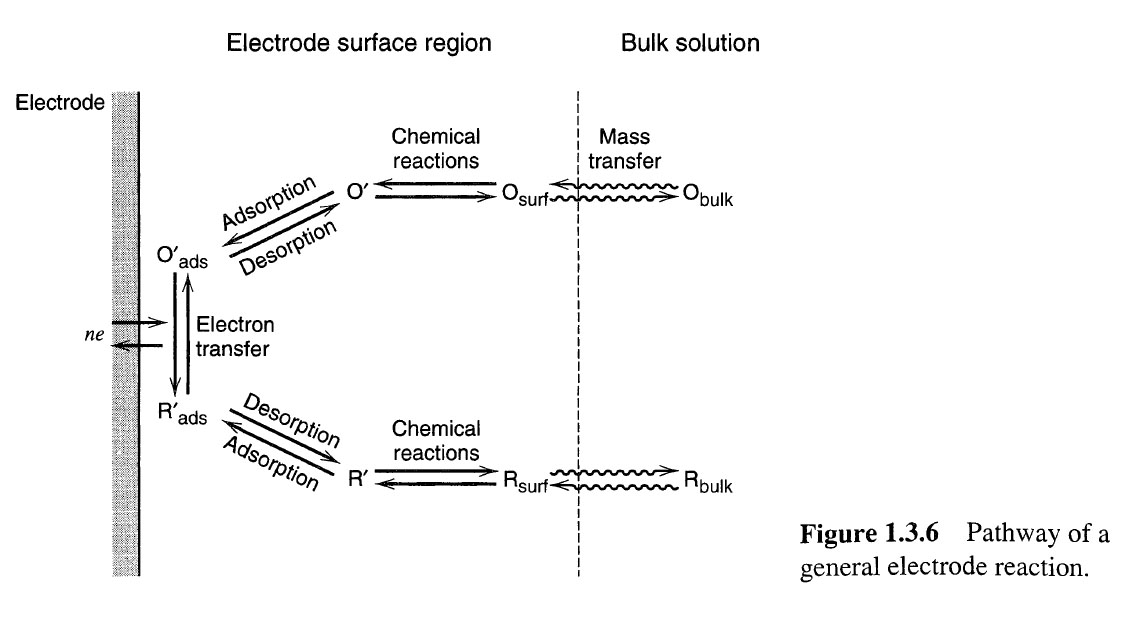 Electrode surface region
Bulk solution
Electrode
Chemical
reactions
Mass
transfer
Adsorption
O′
Osurf
Obulk
Desorption
O′ads
ne
Electron
transfer
R′ads
Desorption
Adsorption
Chemical
reactions
R′
Rsurf
Rbulk
Figure 1.3.6 Pathway of a
general electrode reaction.